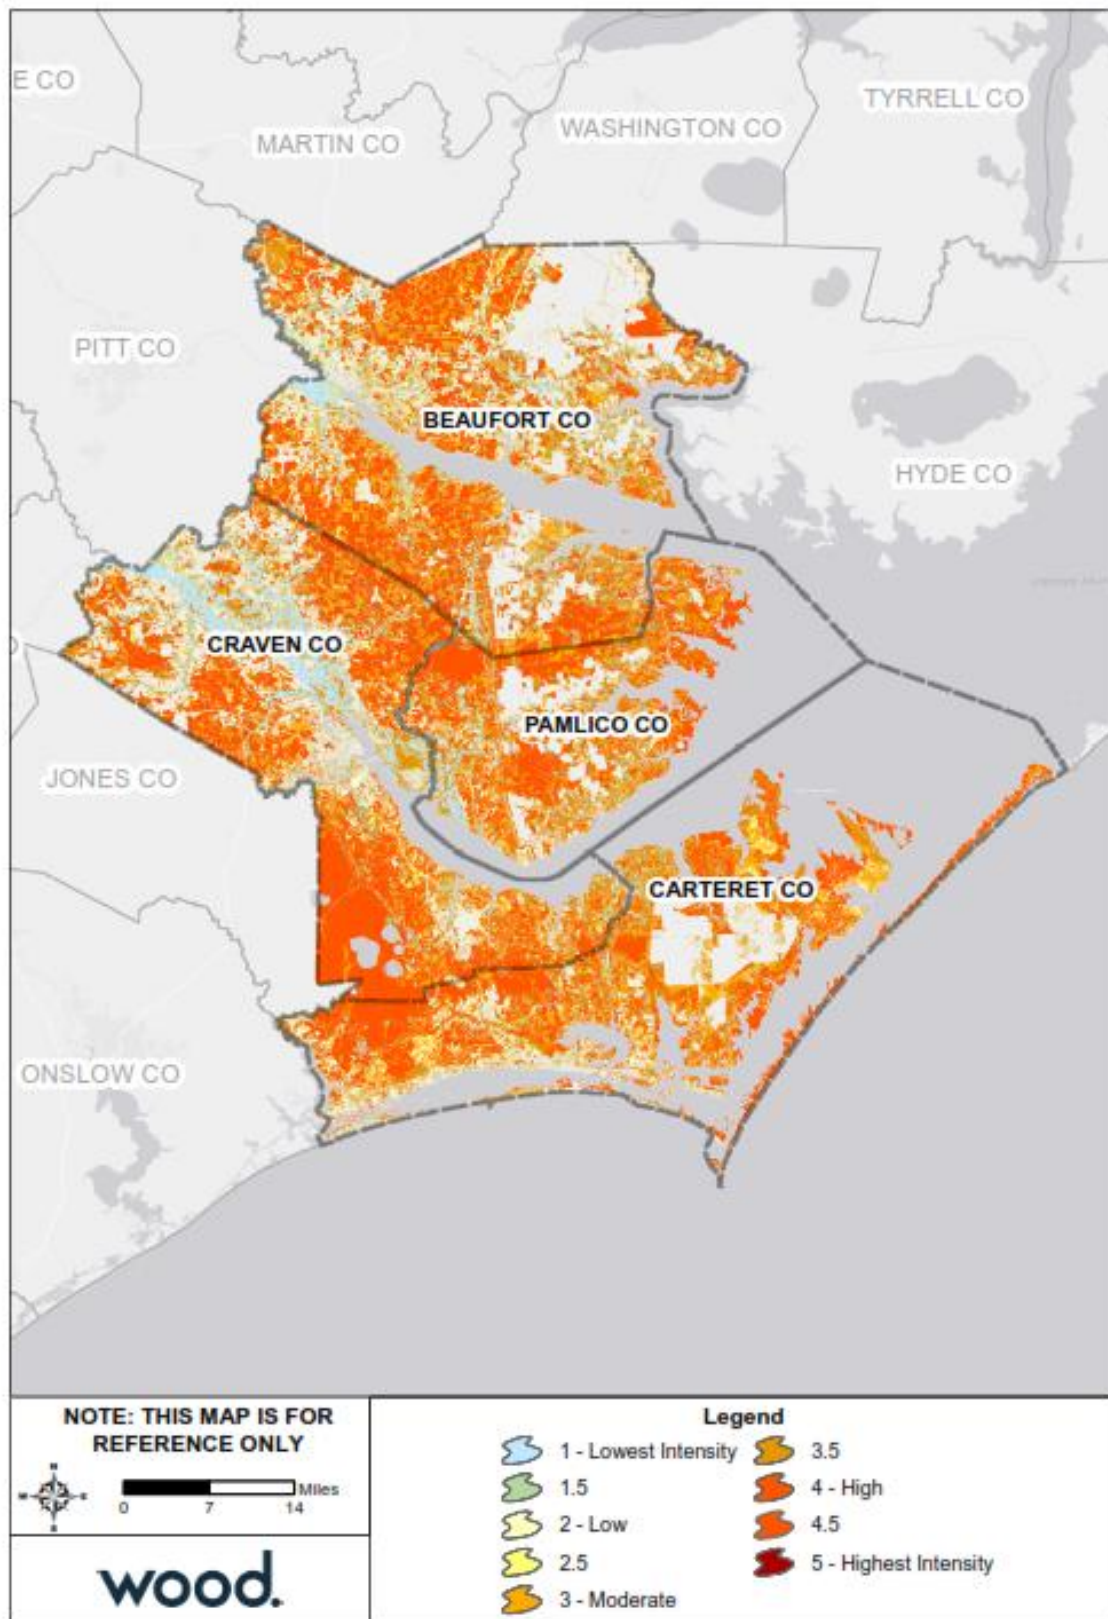 E CO
TYRRELL CO
MARTIN CO
WASHINGTON CO
PITT CO
BEAUFORT CO
HYDE CO
CRAVEN CO
PAMLICO CO
JONES CO
CARTERET CO
ONSLOW CO
NOTE: THIS MAP IS FOR
REFERENCE ONLY
N
W E
S
Miles
0 7 14
wood.
Legend
1 - Lowest Intensity
1.5
2 - Low
2.5
3 - Moderate
3.5
4 - High
4.5
5 - Highest Intensity